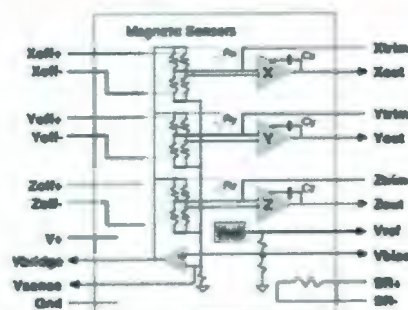 Magnetic Sensors
Xoff+
Xoff-
Yoff+
Yoff-
Zoff+
Zoff-
V+
Vbridge
Vsense
Gnd
X
Y
Z
Xtrim
Xout
Ytrim
Yout
Ztrim
Zout
Vref
Vbias
SR+
SR-